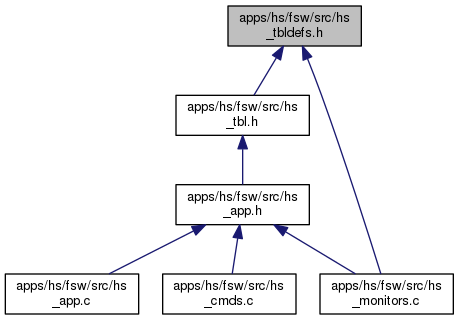 apps/hs/fsw/src/hs
_tbldefs.h
apps/hs/fsw/src/hs
_tbl.h
apps/hs/fsw/src/hs
_app.h
apps/hs/fsw/src/hs
_app.c
apps/hs/fsw/src/hs
_cmds.c
apps/hs/fsw/src/hs
_monitors.c